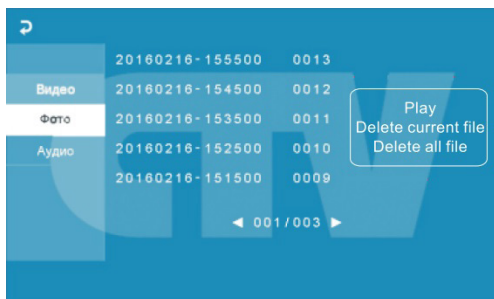 20160216-155500 0013
Видео 20160216-154500 0012
Фото 20160216-153500 0011
Аудио 20160216-152500 0010
20160216-151500 0009
Play
Delete current file
Delete all file
◀ 001/003 ▶